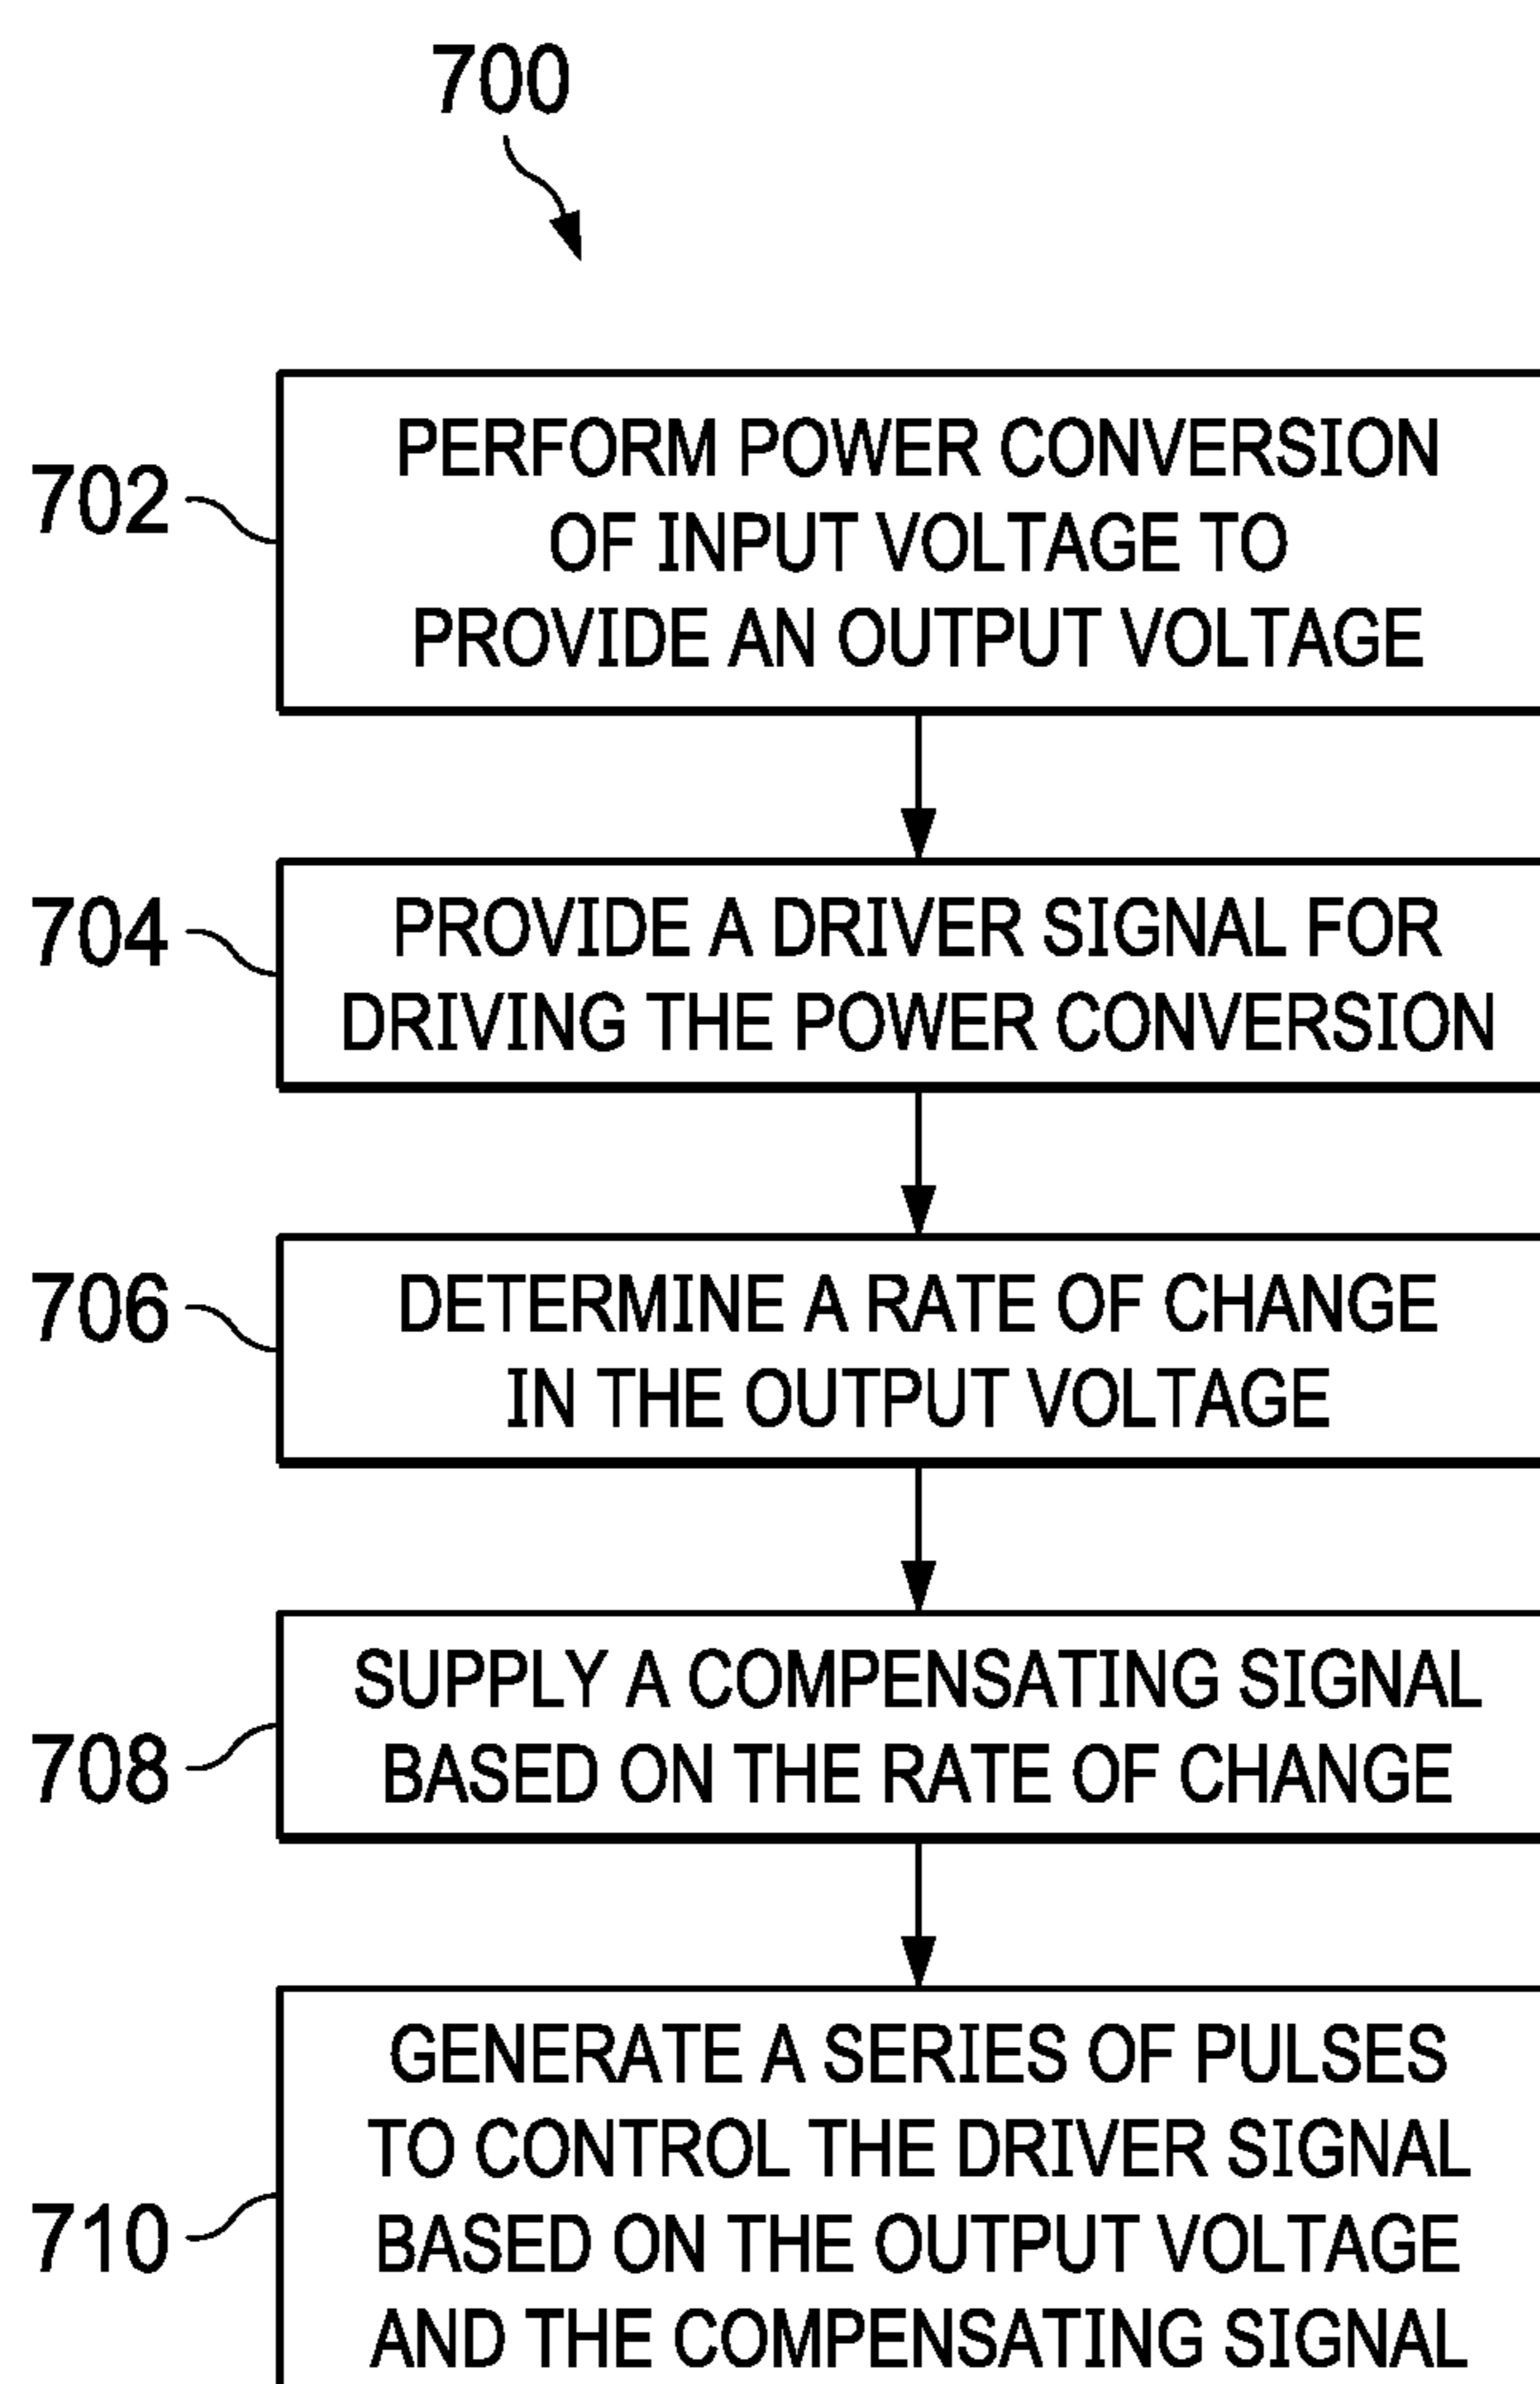 700
702
PERFORM POWER CONVERSION
OF INPUT VOLTAGE TO
PROVIDE AN OUTPUT VOLTAGE
704
PROVIDE A DRIVER SIGNAL FOR
DRIVING THE POWER CONVERSION
706
DETERMINE A RATE OF CHANGE
IN THE OUTPUT VOLTAGE
708
SUPPLY A COMPENSATING SIGNAL
BASED ON THE RATE OF CHANGE
710
GENERATE A SERIES OF PULSES
TO CONTROL THE DRIVER SIGNAL
BASED ON THE OUTPUT VOLTAGE
AND THE COMPENSATING SIGNAL